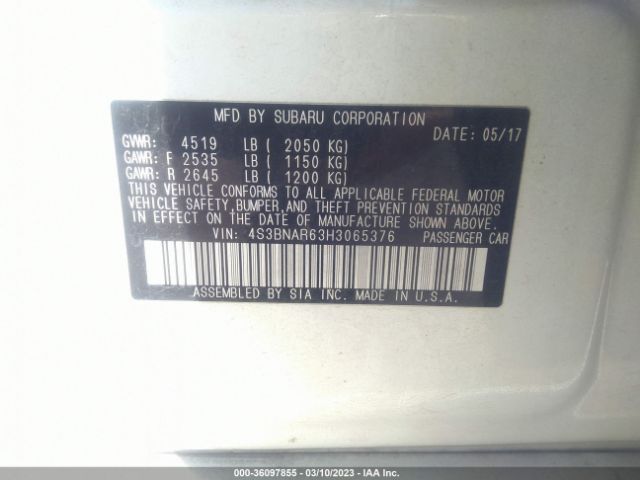 MFD BY SUBARU CORPORATION
DATE: 05/17
GVWR: 4519 LB ( 2050 KG)
GAWR: F 2535 LB ( 1150 KG)
GAWR: R 2645 LB ( 1200 KG)
THIS VEHICLE CONFORMS TO ALL APPLICABLE FEDERAL MOTOR
VEHICLE SAFETY, BUMPER, AND THEFT PREVENTION STANDARDS
IN EFFECT ON THE DATE OF MANUFACTURE SHOWN ABOVE.
VIN: 4S3BNAR63H3065376 PASSENGER CAR
ASSEMBLED BY SIA INC. MADE IN U.S.A.
000-36097855 - 03/10/2023 - IAA Inc.